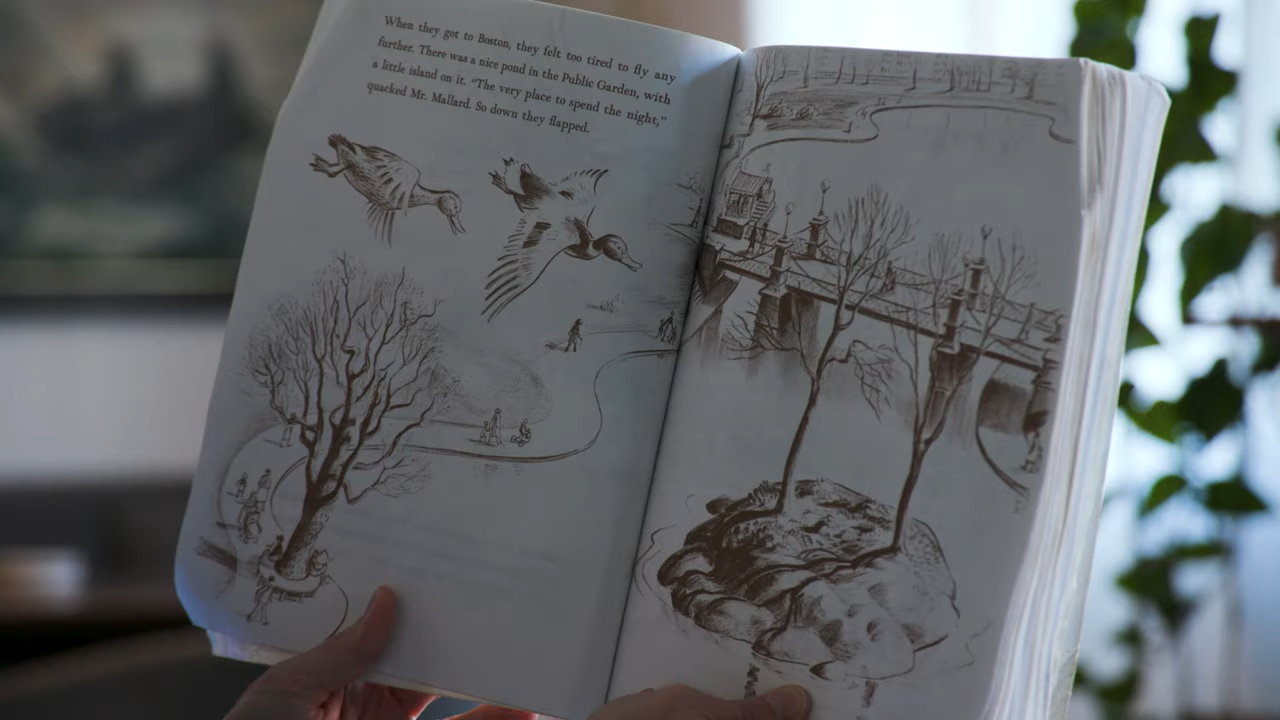 When they got to Boston, they felt too tired to fly any
further. There was a nice pond in the Public Garden, with
a little island on it. “The very place to spend the night,”
quacked Mr. Mallard. So down they flapped.